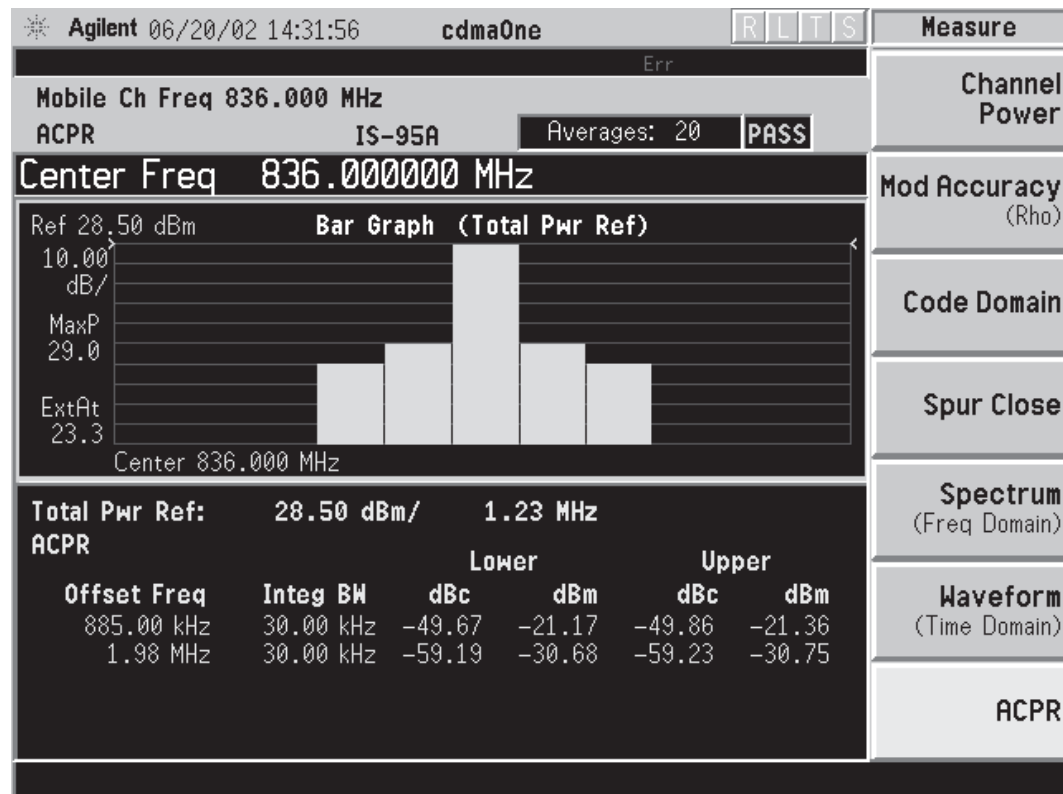 Agilent 06/20/02 14:31:56 cdmaOne R L T S
Err
Mobile Ch Freq 836.000 MHz
ACPR IS-95A Averages: 20 PASS
Center Freq 836.000000 MHz
Ref 28.50 dBm Bar Graph (Total Pwr Ref)
10.00
dB/
MaxP
29.0
ExtAt
23.3
Center 836.000 MHz
Total Pwr Ref: 28.50 dBm/ 1.23 MHz
ACPR
Lower Upper
Offset Freq Integ BW dBc dBm dBc dBm
885.00 kHz 30.00 kHz -49.67 -21.17 -49.86 -21.36
1.98 MHz 30.00 kHz -59.19 -30.68 -59.23 -30.75
Measure
Channel
Power
Mod Accuracy
(Rho)
Code Domain
Spur Close
Spectrum
(Freq Domain)
Waveform
(Time Domain)
ACPR